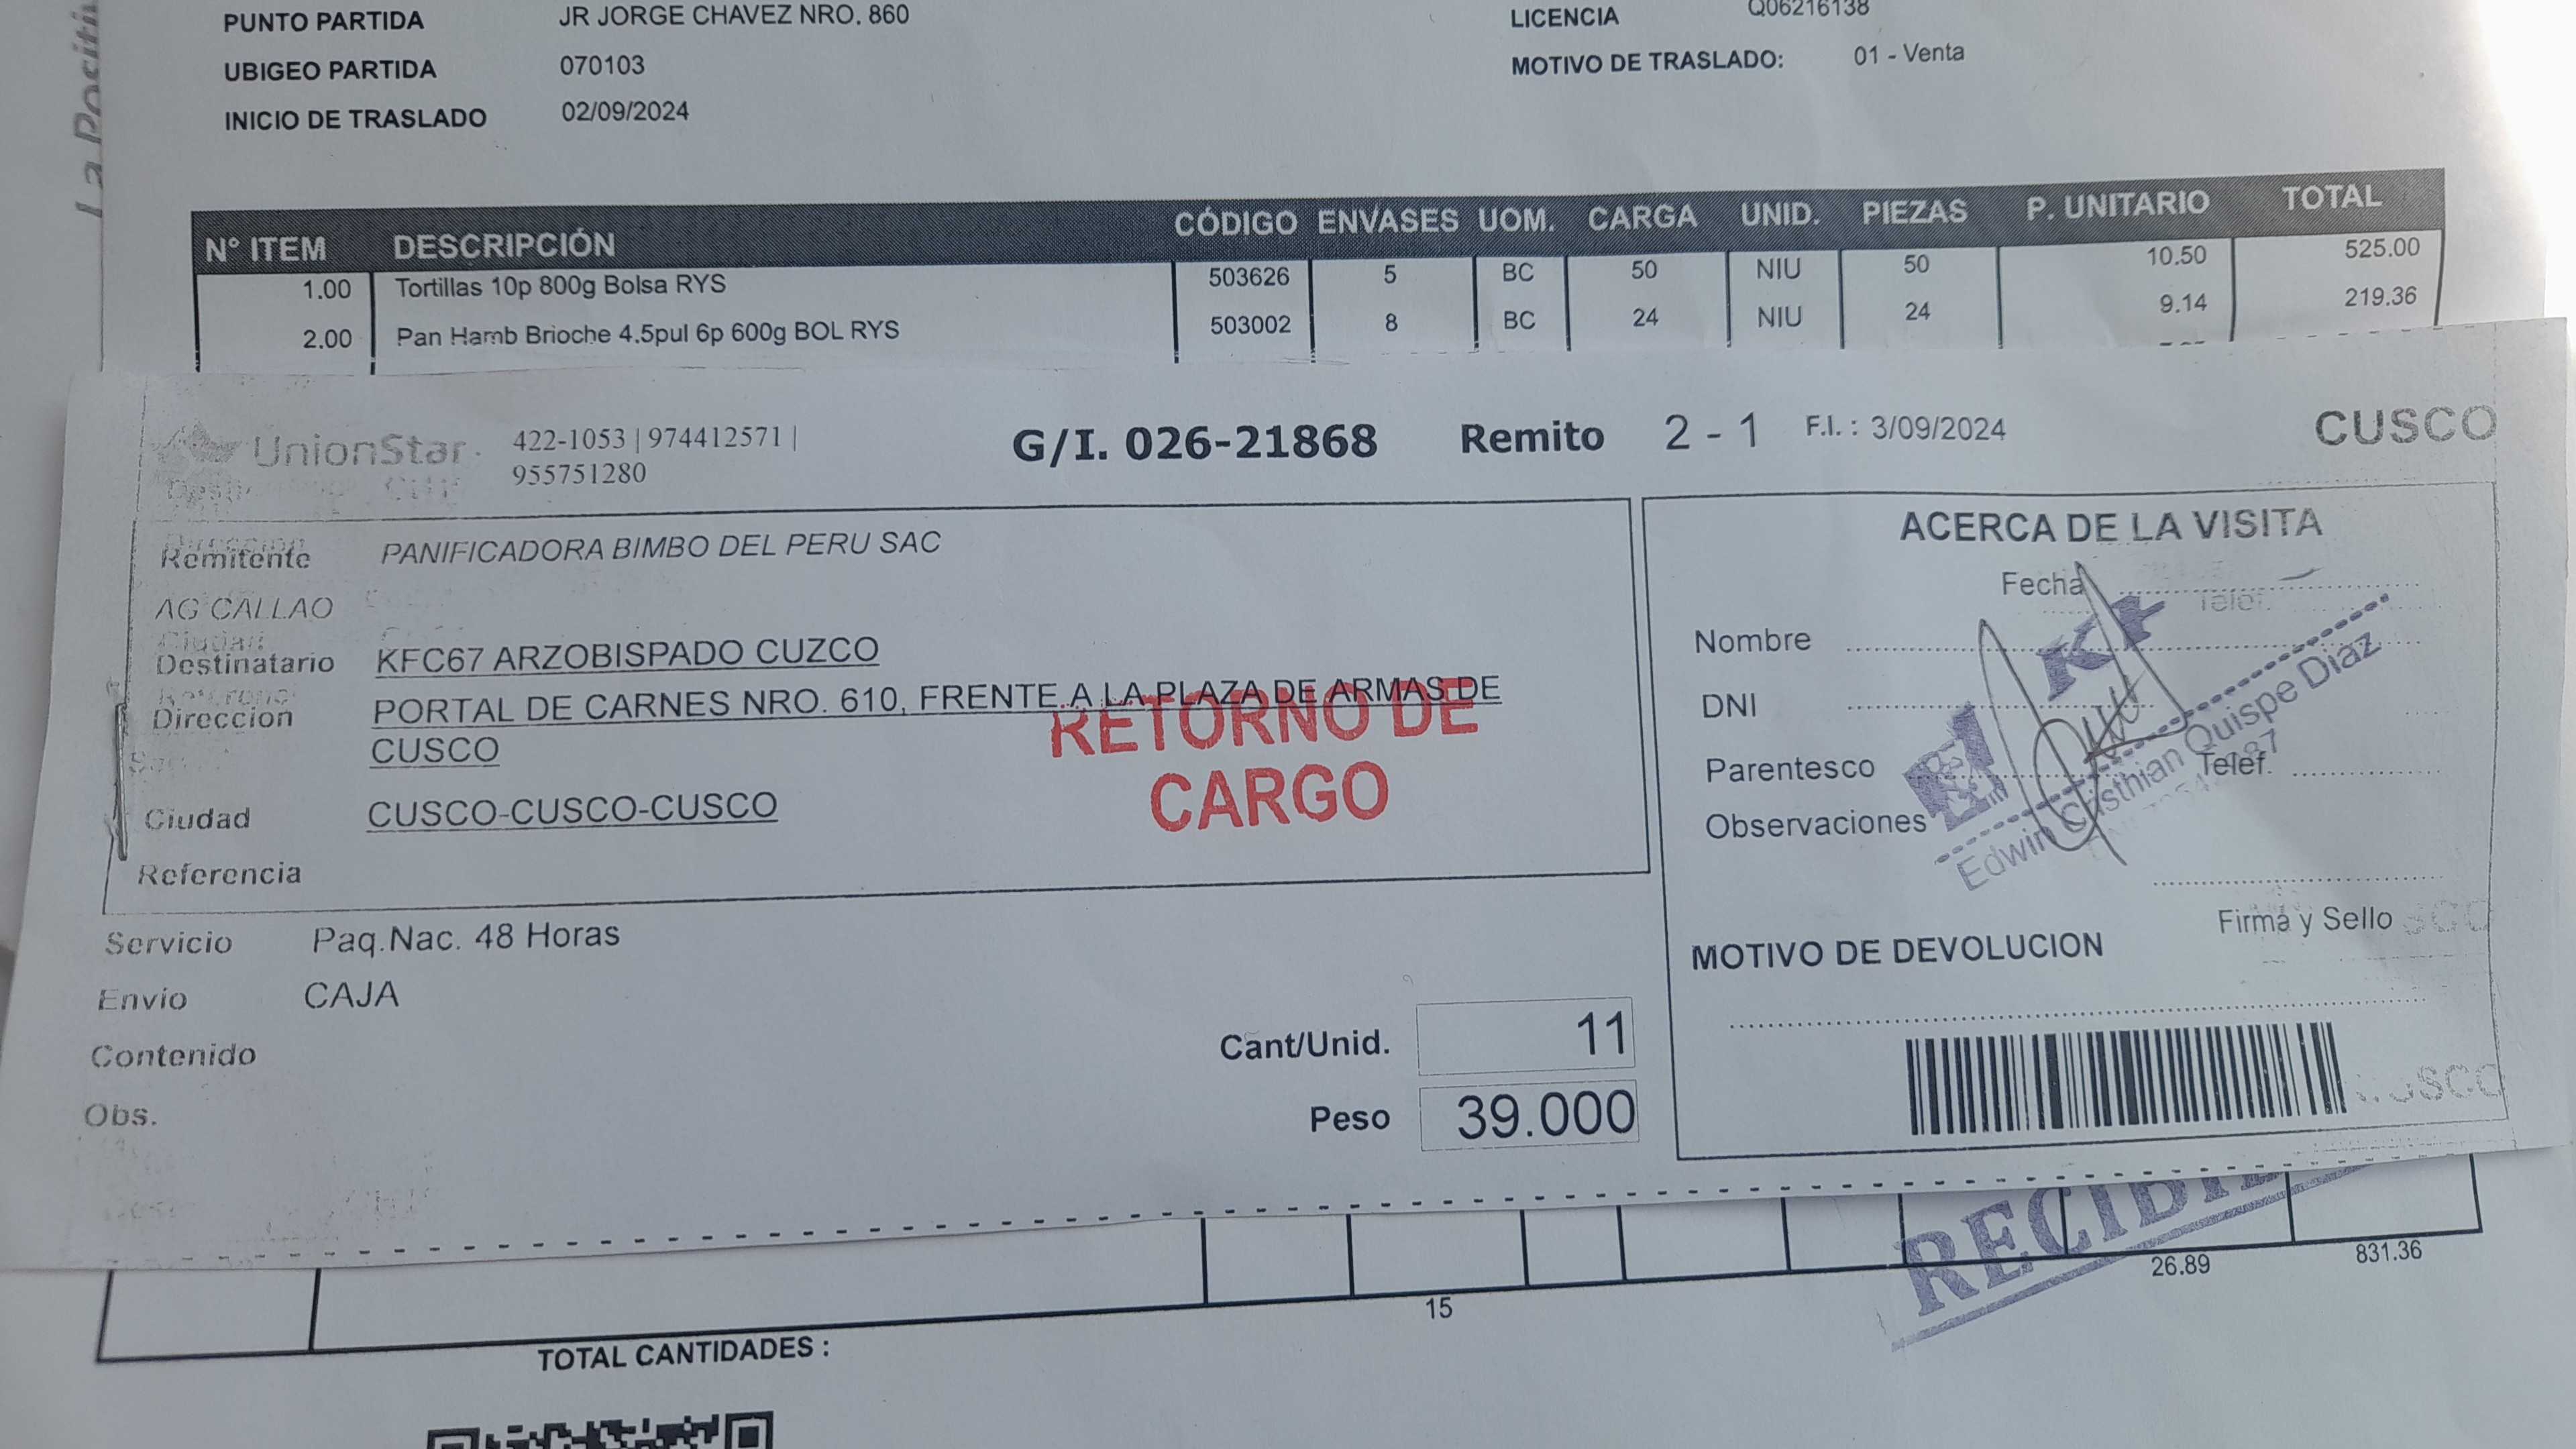 PUNTO PARTIDA JR JORGE CHAVEZ NRO. 860 LICENCIA Q06216138
UBIGEO PARTIDA 070103 MOTIVO DE TRASLADO: 01 - Venta
INICIO DE TRASLADO 02/09/2024
La Positiv
N° ITEM DESCRIPCIÓN CÓDIGO ENVASES UOM. CARGA UNID. PIEZAS P. UNITARIO TOTAL
1.00 Tortillas 10p 800g Bolsa RYS 503626 5 BC 50 NIU 50 10.50 525.00
2.00 Pan Hamb Brioche 4.5pul 6p 600g BOL RYS 503002 8 BC 24 NIU 24 9.14 219.36
UnionStar. 422-1053 | 974412571 |
955751280
G/I. 026-21868 Remito 2 - 1 F.I. : 3/09/2024 CUSCO
Remitente PANIFICADORA BIMBO DEL PERU SAC
AG CALLAO
Ciudad
Destinatario KFC67 ARZOBISPADO CUZCO
Direccion PORTAL DE CARNES NRO. 610, FRENTE A LA PLAZA DE ARMAS DE
CUSCO
Ciudad CUSCO-CUSCO-CUSCO
Referencia
RETORNO DE
CARGO
Servicio Paq.Nac. 48 Horas
Envio CAJA
Contenido
Obs.
Cant/Unid. 11
Peso 39.000
ACERCA DE LA VISITA
Fecha
Telef.
Nombre
DNI
Parentesco Telef.
Observaciones
Edwin Cristhian Quispe Diaz
Firma y Sello
MOTIVO DE DEVOLUCION
RECIBID
26.89 831.36
15
TOTAL CANTIDADES :